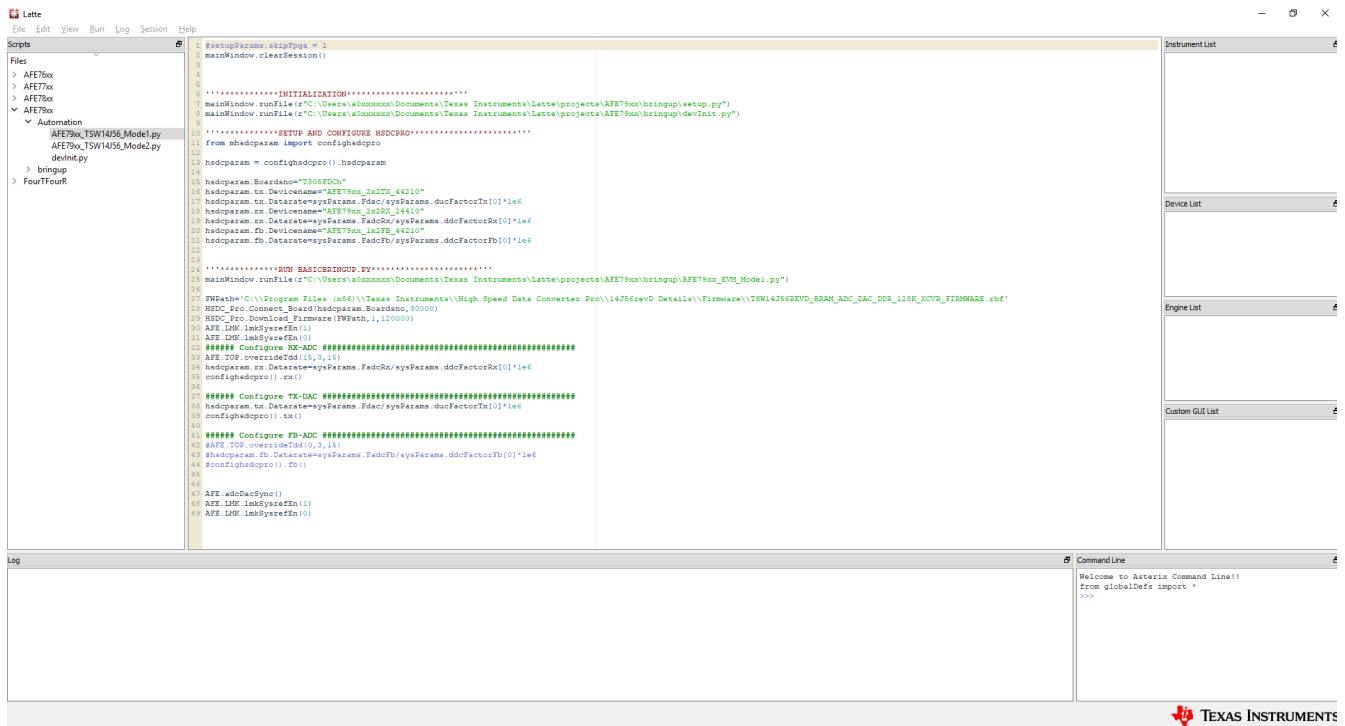 Latte
File Edit View Run Log Session Help
Scripts
Files
AFE76xx
AFE77xx
AFE78xx
AFE79xx
Automation
AFE79xx_TSW14J56_Mode1.py
AFE79xx_TSW14J56_Mode2.py
devInit.py
bringup
FourTFourR
1 #setupParams.skipFpga = 1
2 mainWindow.clearSession()
3
4
5
6 '''************INITIALIZATION**********************'''
7 mainWindow.runFile(r"C:\Users\a0xxxxxx\Documents\Texas Instruments\Latte\projects\AFE79xx\bringup\setup.py")
8 mainWindow.runFile(r"C:\Users\a0xxxxxx\Documents\Texas Instruments\Latte\projects\AFE79xx\bringup\devInit.py")
9
10 '''************SETUP AND CONFIGURE HSDCPRO**********************'''
11 from mhsdcparam import confighsdcpro
12
13 hsdcparam = confighsdcpro().hsdcparam
14
15 hsdcparam.Boardsno="T805FDCh"
16 hsdcparam.tx.Devicename="AFE79xx_2x2TX_44210"
17 hsdcparam.tx.Datarate=sysParams.Fdac/sysParams.ducFactorTx[0]*1e6
18 hsdcparam.rx.Devicename="AFE79xx_2x2RX_24410"
19 hsdcparam.rx.Datarate=sysParams.FadcRx/sysParams.ddcFactorRx[0]*1e6
20 hsdcparam.fb.Devicename="AFE79xx_1x2FB_44210"
21 hsdcparam.fb.Datarate=sysParams.FadcFb/sysParams.ddcFactorFb[0]*1e6
22
23
24 '''************RUN BASICBRINGUP.PY**********************'''
25 mainWindow.runFile(r"C:\Users\a0xxxxxx\Documents\Texas Instruments\Latte\projects\AFE79xx\bringup\AFE79xx_EVM_Mode1.py")
26
27 FWPath='C:\\Program Files (x86)\\Texas Instruments\\High Speed Data Converter Pro\\14J56revD Details\\Firmware\\TSW14J56REVD_BRAM_ADC_DAC_DDR_128K_XCVR_FIRMWARE.rbf'
28 HSDC_Pro.Connect_Board(hsdcparam.Boardsno,30000)
29 HSDC_Pro.Download_Firmware(FWPath,1,120000)
30 AFE.LMK.lmkSysrefEn(1)
31 AFE.LMK.lmkSysrefEn(0)
32 ###### Configure RX-ADC ####################################################
33 AFE.TOP.overrideTdd(15,3,15)
34 hsdcparam.rx.Datarate=sysParams.FadcRx/sysParams.ddcFactorRx[0]*1e6
35 confighsdcpro().rx()
36
37 ###### Configure TX-DAC ####################################################
38 hsdcparam.tx.Datarate=sysParams.Fdac/sysParams.ducFactorTx[0]*1e6
39 confighsdcpro().tx()
40
41 ###### Configure FB-ADC ####################################################
42 #AFE.TOP.overrideTdd(0,3,15)
43 #hsdcparam.fb.Datarate=sysParams.FadcFb/sysParams.ddcFactorFb[0]*1e6
44 #confighsdcpro().fb()
45
46
47 AFE.adcDacSync()
48 AFE.LMK.lmkSysrefEn(1)
49 AFE.LMK.lmkSysrefEn(0)
Instrument List
Device List
Engine List
Custom GUI List
Log
Command Line
Welcome to Asterix Command Line!!
from globalDefs import *
>>>
TEXAS INSTRUMENTS